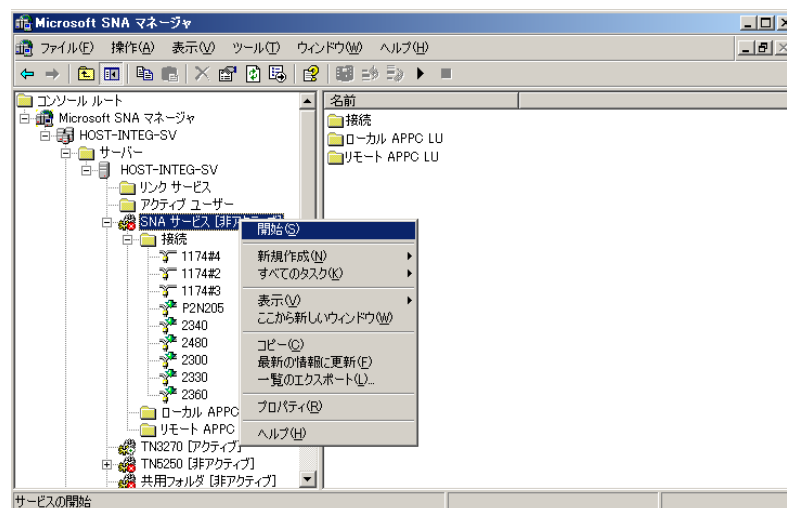 Microsoft SNA マネージャ
ファイル(F) 操作(A) 表示(V) ツール(T) ウィンドウ(W) ヘルプ(H)
コンソール ルート
Microsoft SNA マネージャ
HOST-INTEG-SV
サーバー
HOST-INTEG-SV
リンク サービス
アクティブ ユーザー
SNA サービス [非アクティブ]
接続
1174#4
1174#2
1174#3
P2N205
2340
2480
2300
2330
2360
ローカル APPC
リモート APPC
TN3270 [アクティブ]
TN5250 [非アクティブ]
共用フォルダ [非アクティブ]
名前
接続
ローカル APPC LU
リモート APPC LU
開始(S)
新規作成(N)
すべてのタスク(K)
表示(V)
ここから新しいウィンドウ(W)
コピー(C)
最新の情報に更新(F)
一覧のエクスポート(L)...
プロパティ(R)
ヘルプ(H)
サービスの開始